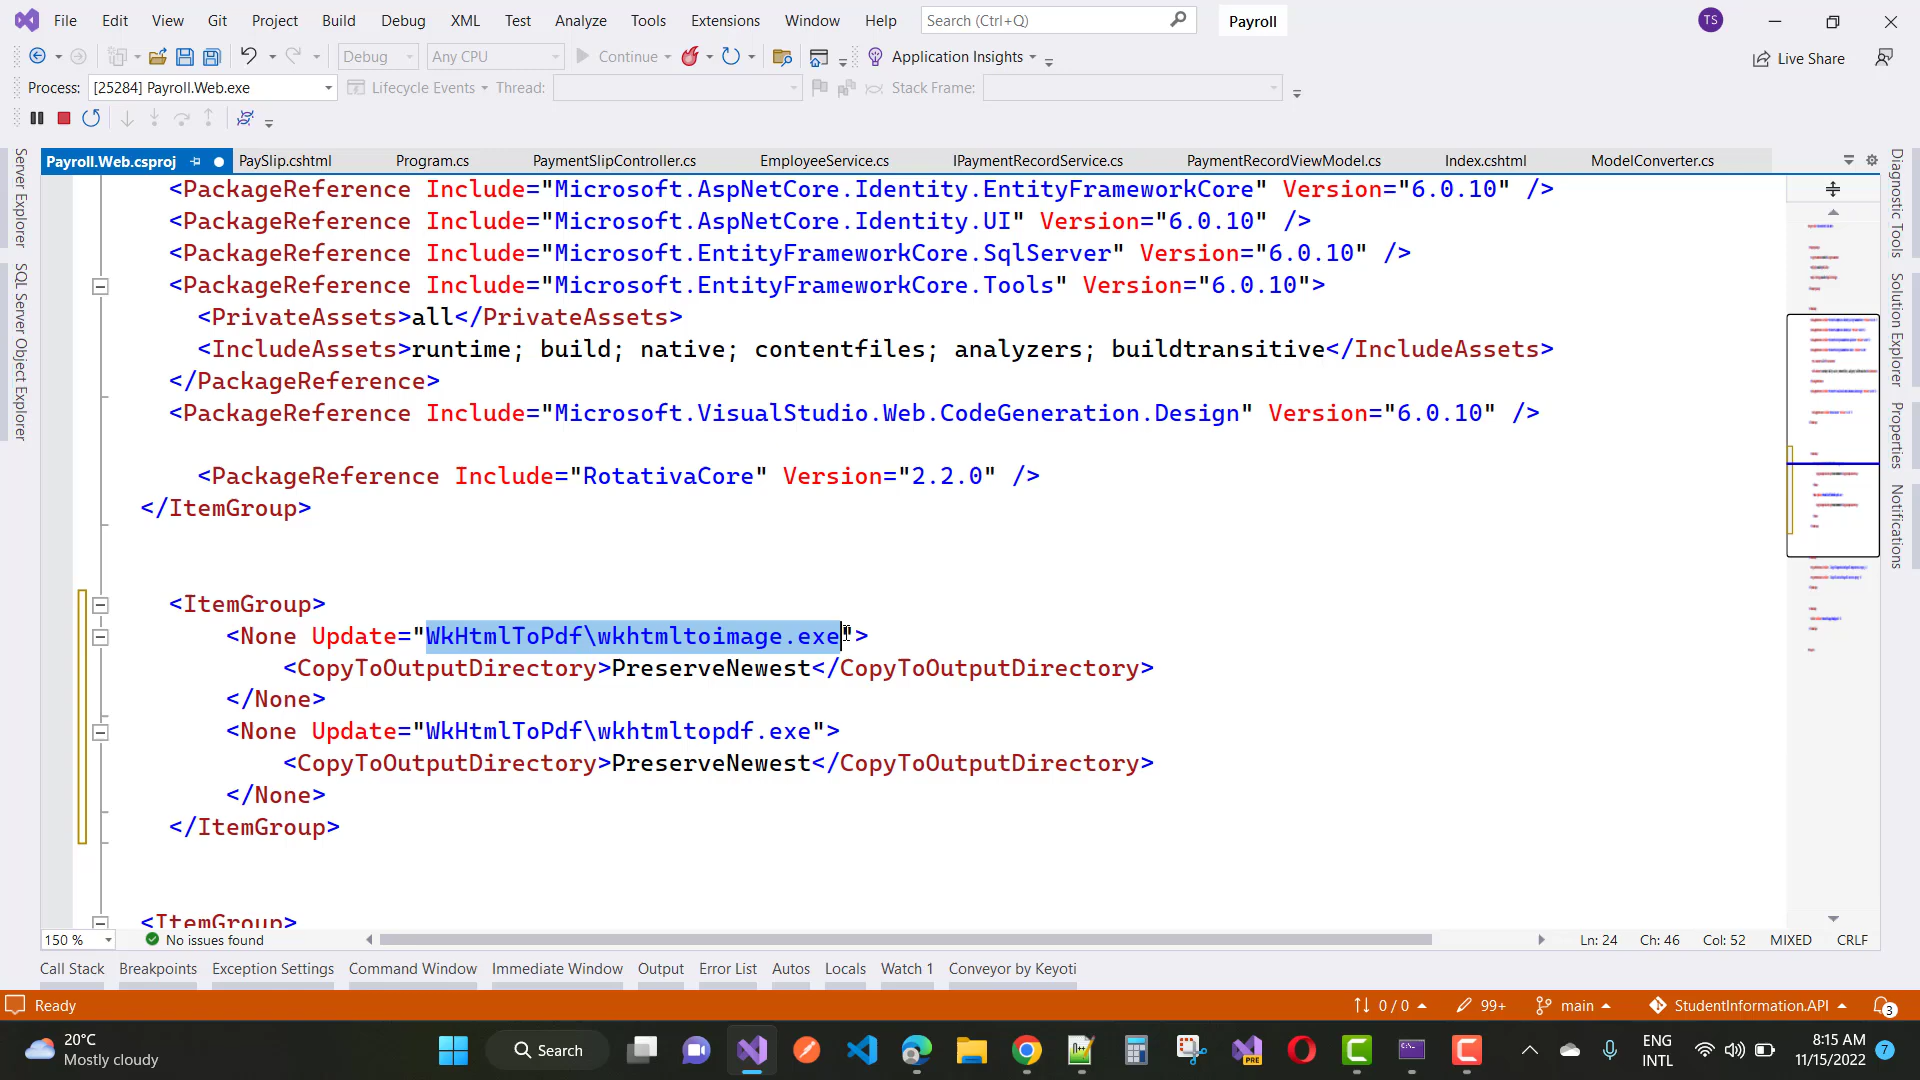 File Edit View Git Project Build Debug XML Test Analyze Tools Extensions Window Help Search (Ctrl+Q) Payroll TS
Debug Any CPU Continue Application Insights Live Share
Process: [25284] Payroll.Web.exe Lifecycle Events Thread: Stack Frame:
Payroll.Web.csproj PaySlip.cshtml Program.cs PaymentSlipController.cs EmployeeService.cs IPaymentRecordService.cs PaymentRecordViewModel.cs Index.cshtml ModelConverter.cs
Server Explorer
SQL Server Object Explorer
<PackageReference Include="Microsoft.AspNetCore.Identity.EntityFrameworkCore" Version="6.0.10" />
<PackageReference Include="Microsoft.AspNetCore.Identity.UI" Version="6.0.10" />
<PackageReference Include="Microsoft.EntityFrameworkCore.SqlServer" Version="6.0.10" />
<PackageReference Include="Microsoft.EntityFrameworkCore.Tools" Version="6.0.10">
<PrivateAssets>all</PrivateAssets>
<IncludeAssets>runtime; build; native; contentfiles; analyzers; buildtransitive</IncludeAssets>
</PackageReference>
<PackageReference Include="Microsoft.VisualStudio.Web.CodeGeneration.Design" Version="6.0.10" />
<PackageReference Include="RotativaCore" Version="2.2.0" />
</ItemGroup>
<ItemGroup>
<None Update="WkHtmlToPdf\wkhtmltoimage.exe">
<CopyToOutputDirectory>PreserveNewest</CopyToOutputDirectory>
</None>
<None Update="WkHtmlToPdf\wkhtmltopdf.exe">
<CopyToOutputDirectory>PreserveNewest</CopyToOutputDirectory>
</None>
</ItemGroup>
<ItemGroup>
Diagnostic Tools
Solution Explorer
Properties
Notifications
150 % No issues found Ln: 24 Ch: 46 Col: 52 MIXED CRLF
Call Stack Breakpoints Exception Settings Command Window Immediate Window Output Error List Autos Locals Watch 1 Conveyor by Keyoti
Ready 0 / 0 99+ main StudentInformation.API 3
20°C
Mostly cloudy
Search
PRE
ENG
INTL
8:15 AM
11/15/2022
7